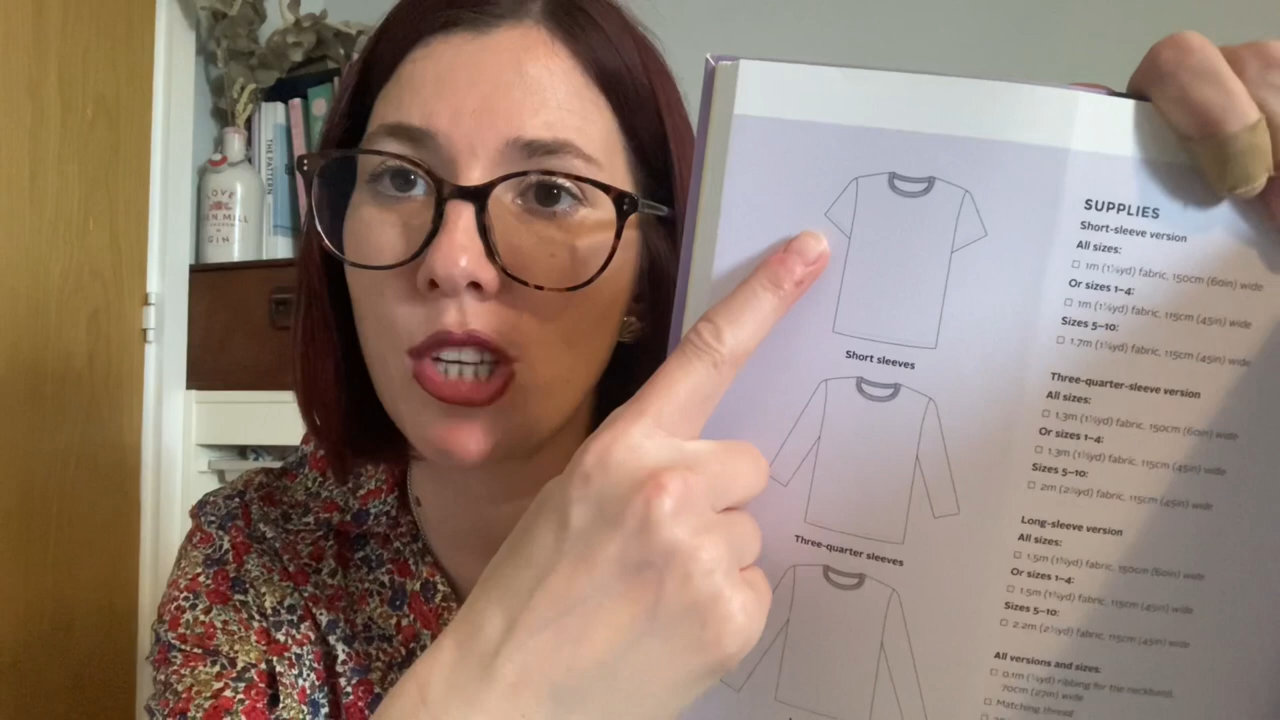 LOVE
GIN
THE PATTERN
Short sleeves
Three-quarter sleeves
SUPPLIES
Short-sleeve version
All sizes:
1m (1⅛yd) fabric, 150cm (60in) wide
Or sizes 1–4:
1m (1⅛yd) fabric, 115cm (45in) wide
Sizes 5–10:
1.7m (1⅞yd) fabric, 115cm (45in) wide
Three-quarter-sleeve version
All sizes:
1.3m (1½yd) fabric, 150cm (60in) wide
Or sizes 1–4:
1.3m (1½yd) fabric, 115cm (45in) wide
Sizes 5–10:
2m (2¼yd) fabric, 115cm (45in) wide
Long-sleeve version
All sizes:
1.5m (1¾yd) fabric, 150cm (60in) wide
Or sizes 1–4:
1.5m (1¾yd) fabric, 115cm (45in) wide
Sizes 5–10:
2.2m (2½yd) fabric, 115cm (45in) wide
All versions and sizes:
0.1m (⅛yd) ribbing for the neckband,
70cm (27in) wide
Matching thread